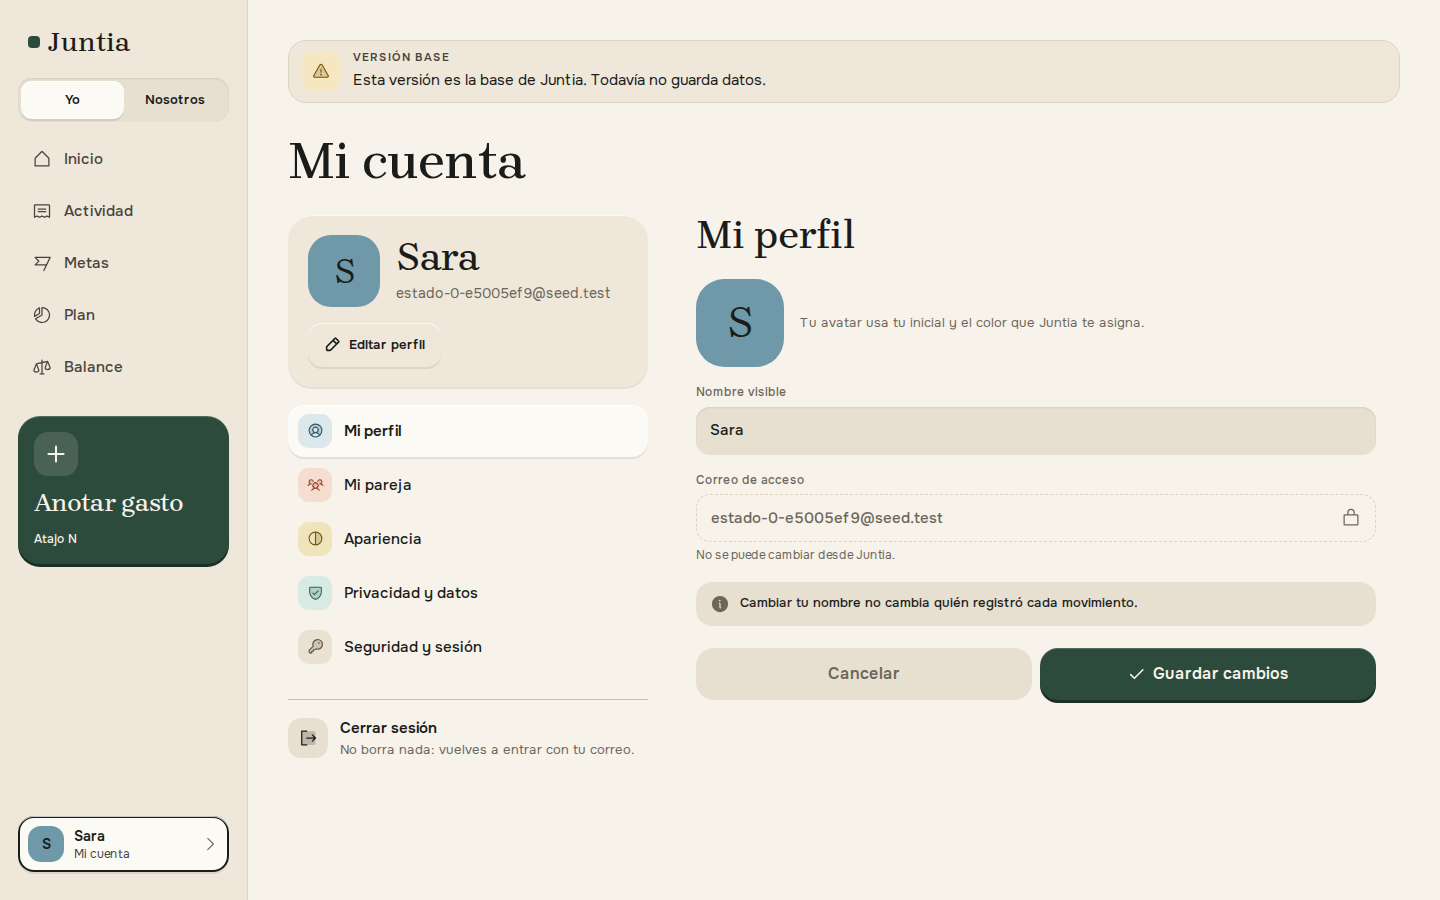 Juntia
Yo
Nosotros
Inicio
Actividad
Metas
Plan
Balance
Anotar gasto
Atajo N
S
Sara
Mi cuenta
VERSIÓN BASE
Esta versión es la base de Juntia. Todavía no guarda datos.
Mi cuenta
S
Sara
estado-0-e5005ef9@seed.test
Editar perfil
Mi perfil
Mi pareja
Apariencia
Privacidad y datos
Seguridad y sesión
Cerrar sesión
No borra nada: vuelves a entrar con tu correo.
Mi perfil
S
Tu avatar usa tu inicial y el color que Juntia te asigna.
Nombre visible
Sara
Correo de acceso
estado-0-e5005ef9@seed.test
No se puede cambiar desde Juntia.
Cambiar tu nombre no cambia quién registró cada movimiento.
Cancelar
Guardar cambios